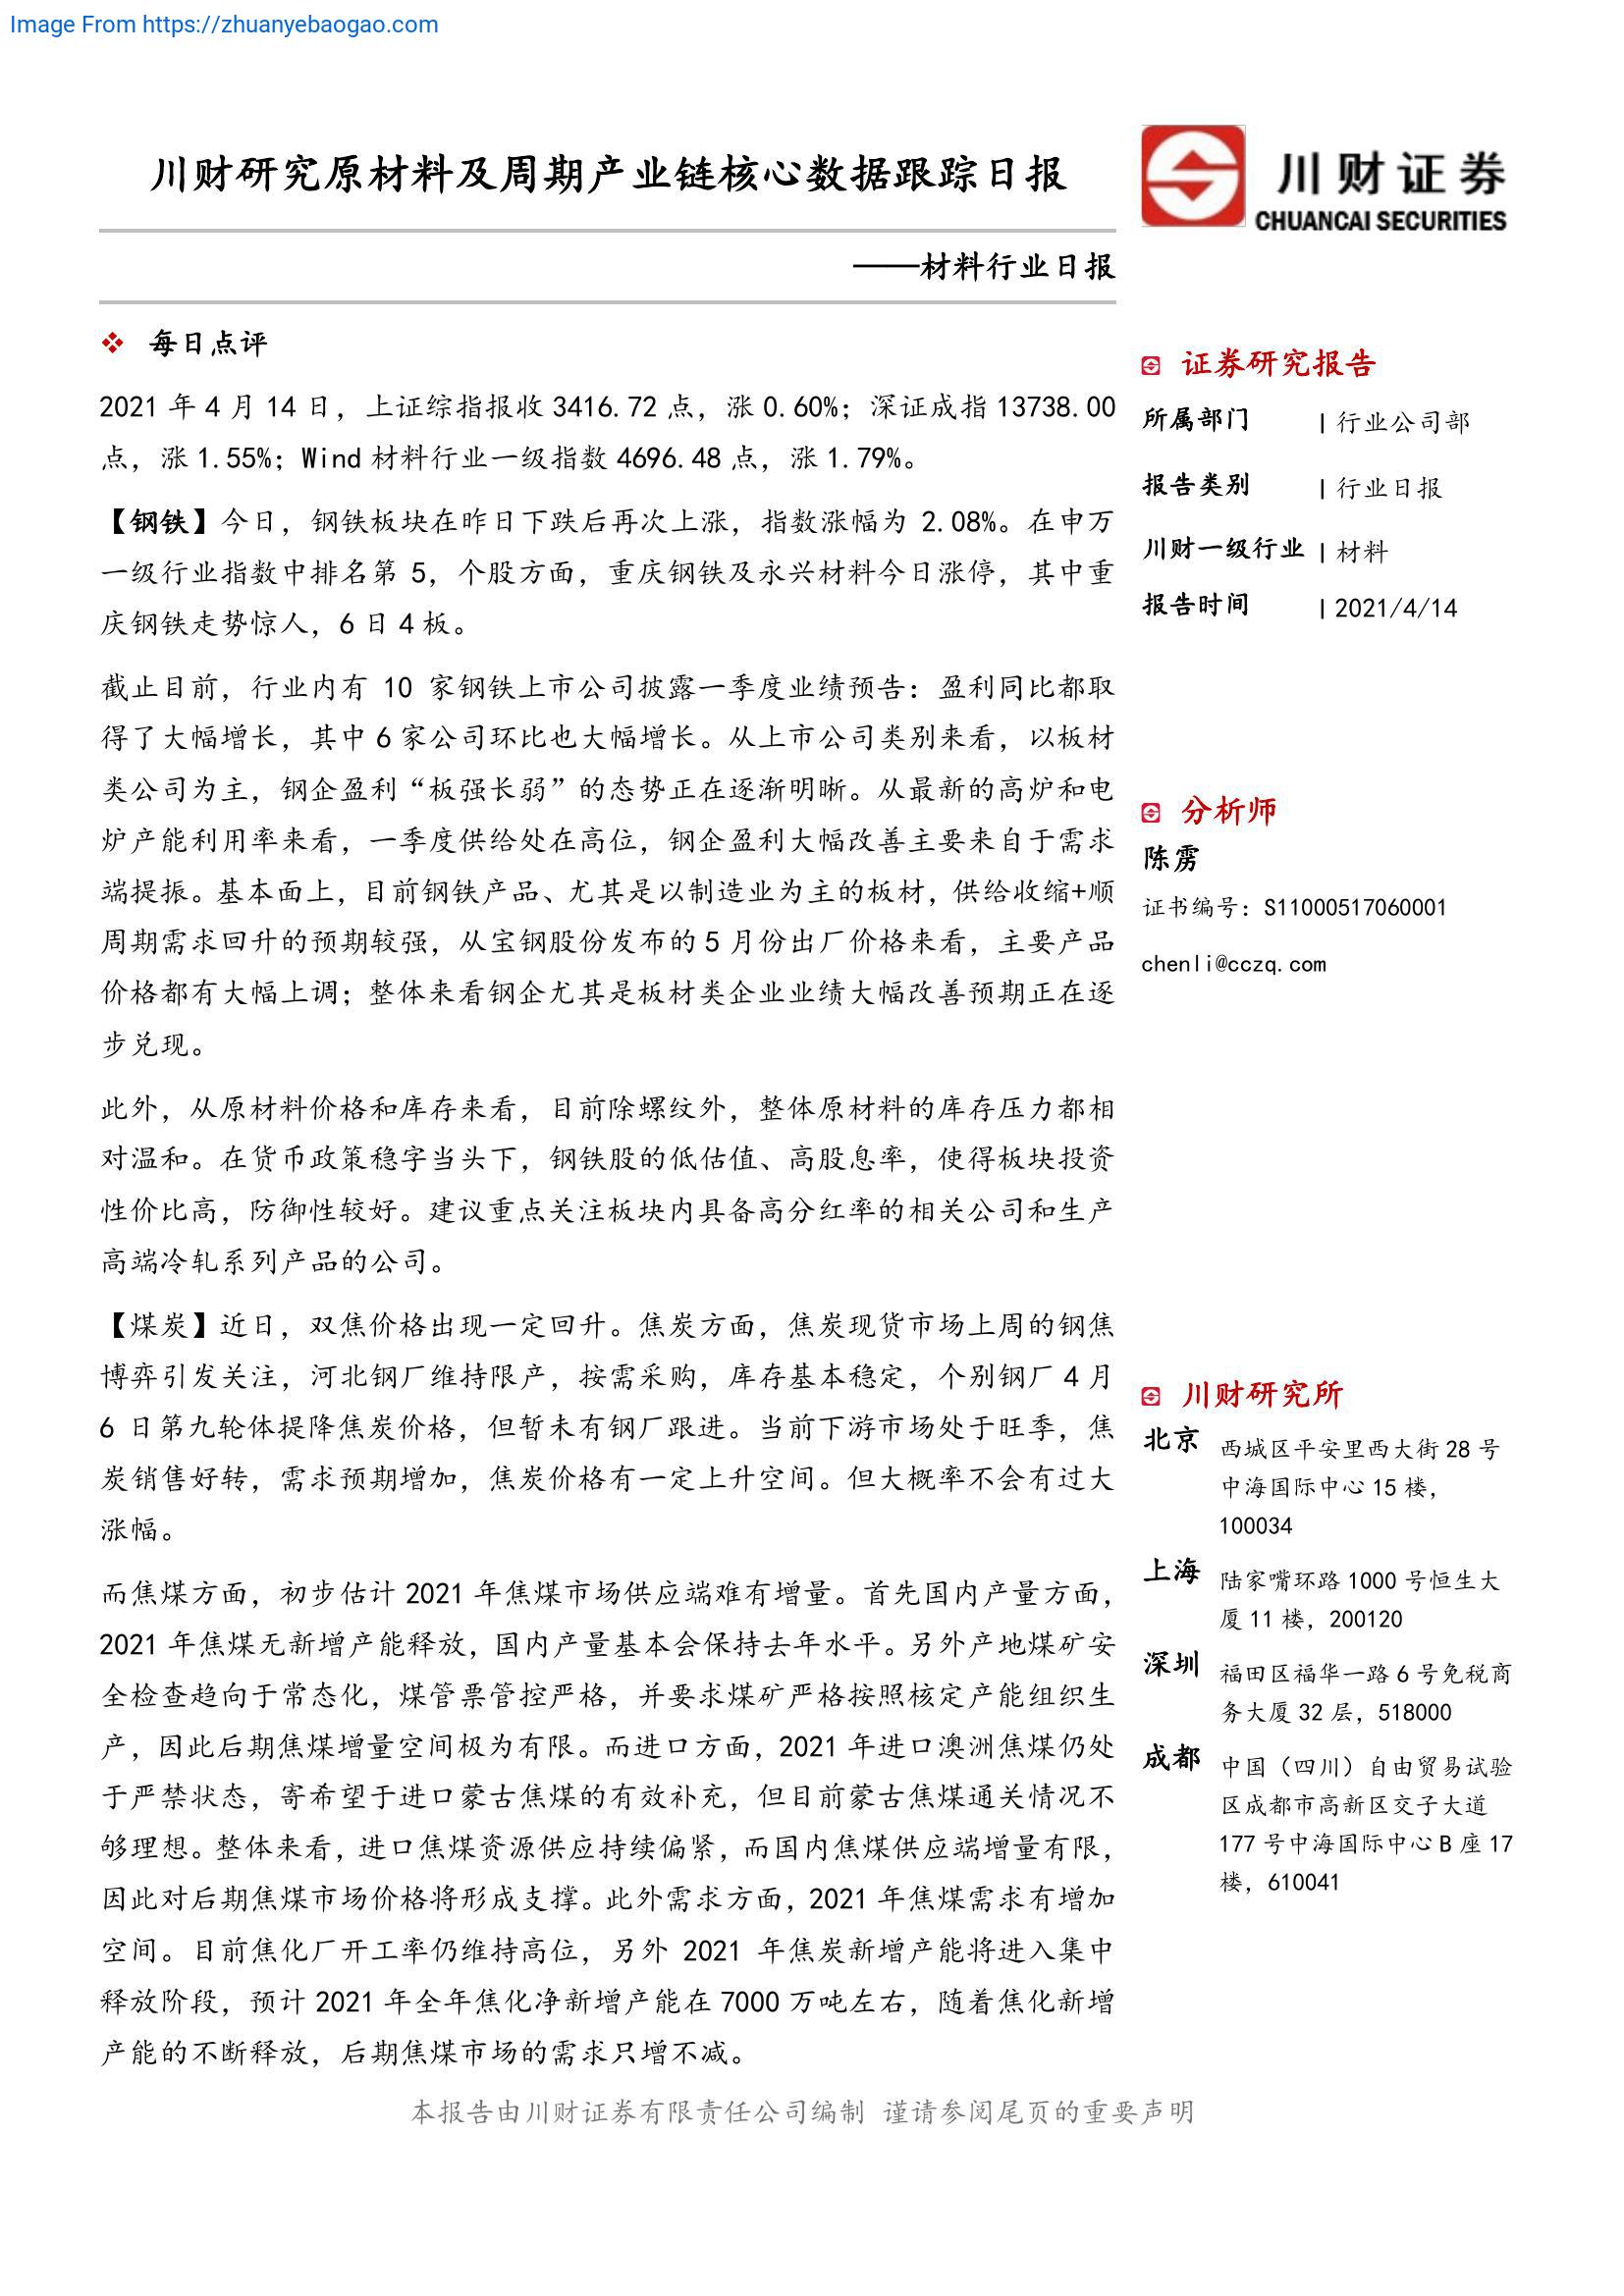 Image From https://zhuanyebaogao.com
川财研究原材料及周期产业链核心数据跟踪日报
——材料行业日报
川财证券
CHUANCAI SECURITIES
❖ 每日点评
2021 年 4 月 14 日，上证综指报收 3416.72 点，涨 0.60%；深证成指 13738.00
点，涨 1.55%；Wind 材料行业一级指数 4696.48 点，涨 1.79%。
【钢铁】今日，钢铁板块在昨日下跌后再次上涨，指数涨幅为 2.08%。在申万
一级行业指数中排名第 5，个股方面，重庆钢铁及永兴材料今日涨停，其中重
庆钢铁走势惊人，6 日 4 板。
截止目前，行业内有 10 家钢铁上市公司披露一季度业绩预告：盈利同比都取
得了大幅增长，其中 6 家公司环比也大幅增长。从上市公司类别来看，以板材
类公司为主，钢企盈利“板强长弱”的态势正在逐渐明晰。从最新的高炉和电
炉产能利用率来看，一季度供给处在高位，钢企盈利大幅改善主要来自于需求
端提振。基本面上，目前钢铁产品、尤其是以制造业为主的板材，供给收缩+顺
周期需求回升的预期较强，从宝钢股份发布的 5 月份出厂价格来看，主要产品
价格都有大幅上调；整体来看钢企尤其是板材类企业业绩大幅改善预期正在逐
步兑现。
此外，从原材料价格和库存来看，目前除螺纹外，整体原材料的库存压力都相
对温和。在货币政策稳字当头下，钢铁股的低估值、高股息率，使得板块投资
性价比高，防御性较好。建议重点关注板块内具备高分红率的相关公司和生产
高端冷轧系列产品的公司。
【煤炭】近日，双焦价格出现一定回升。焦炭方面，焦炭现货市场上周的钢焦
博弈引发关注，河北钢厂维持限产，按需采购，库存基本稳定，个别钢厂 4 月
6 日第九轮体提降焦炭价格，但暂未有钢厂跟进。当前下游市场处于旺季，焦
炭销售好转，需求预期增加，焦炭价格有一定上升空间。但大概率不会有过大
涨幅。
而焦煤方面，初步估计 2021 年焦煤市场供应端难有增量。首先国内产量方面，
2021 年焦煤无新增产能释放，国内产量基本会保持去年水平。另外产地煤矿安
全检查趋向于常态化，煤管票管控严格，并要求煤矿严格按照核定产能组织生
产，因此后期焦煤增量空间极为有限。而进口方面，2021 年进口澳洲焦煤仍处
于严禁状态，寄希望于进口蒙古焦煤的有效补充，但目前蒙古焦煤通关情况不
够理想。整体来看，进口焦煤资源供应持续偏紧，而国内焦煤供应端增量有限，
因此对后期焦煤市场价格将形成支撑。此外需求方面，2021 年焦煤需求有增加
空间。目前焦化厂开工率仍维持高位，另外 2021 年焦炭新增产能将进入集中
释放阶段，预计 2021 年全年焦化净新增产能在 7000 万吨左右，随着焦化新增
产能的不断释放，后期焦煤市场的需求只增不减。
证券研究报告
所属部门 | 行业公司部
报告类别 | 行业日报
川财一级行业 | 材料
报告时间 | 2021/4/14
分析师
陈雳
证书编号：S11000517060001
chenli@cczq.com
川财研究所
北京 西城区平安里西大街 28 号
中海国际中心 15 楼，
100034
上海 陆家嘴环路 1000 号恒生大
厦 11 楼，200120
深圳 福田区福华一路 6 号免税商
务大厦 32 层，518000
成都 中国（四川）自由贸易试验
区成都市高新区交子大道
177 号中海国际中心 B 座 17
楼，610041
本报告由川财证券有限责任公司编制 谨请参阅尾页的重要声明